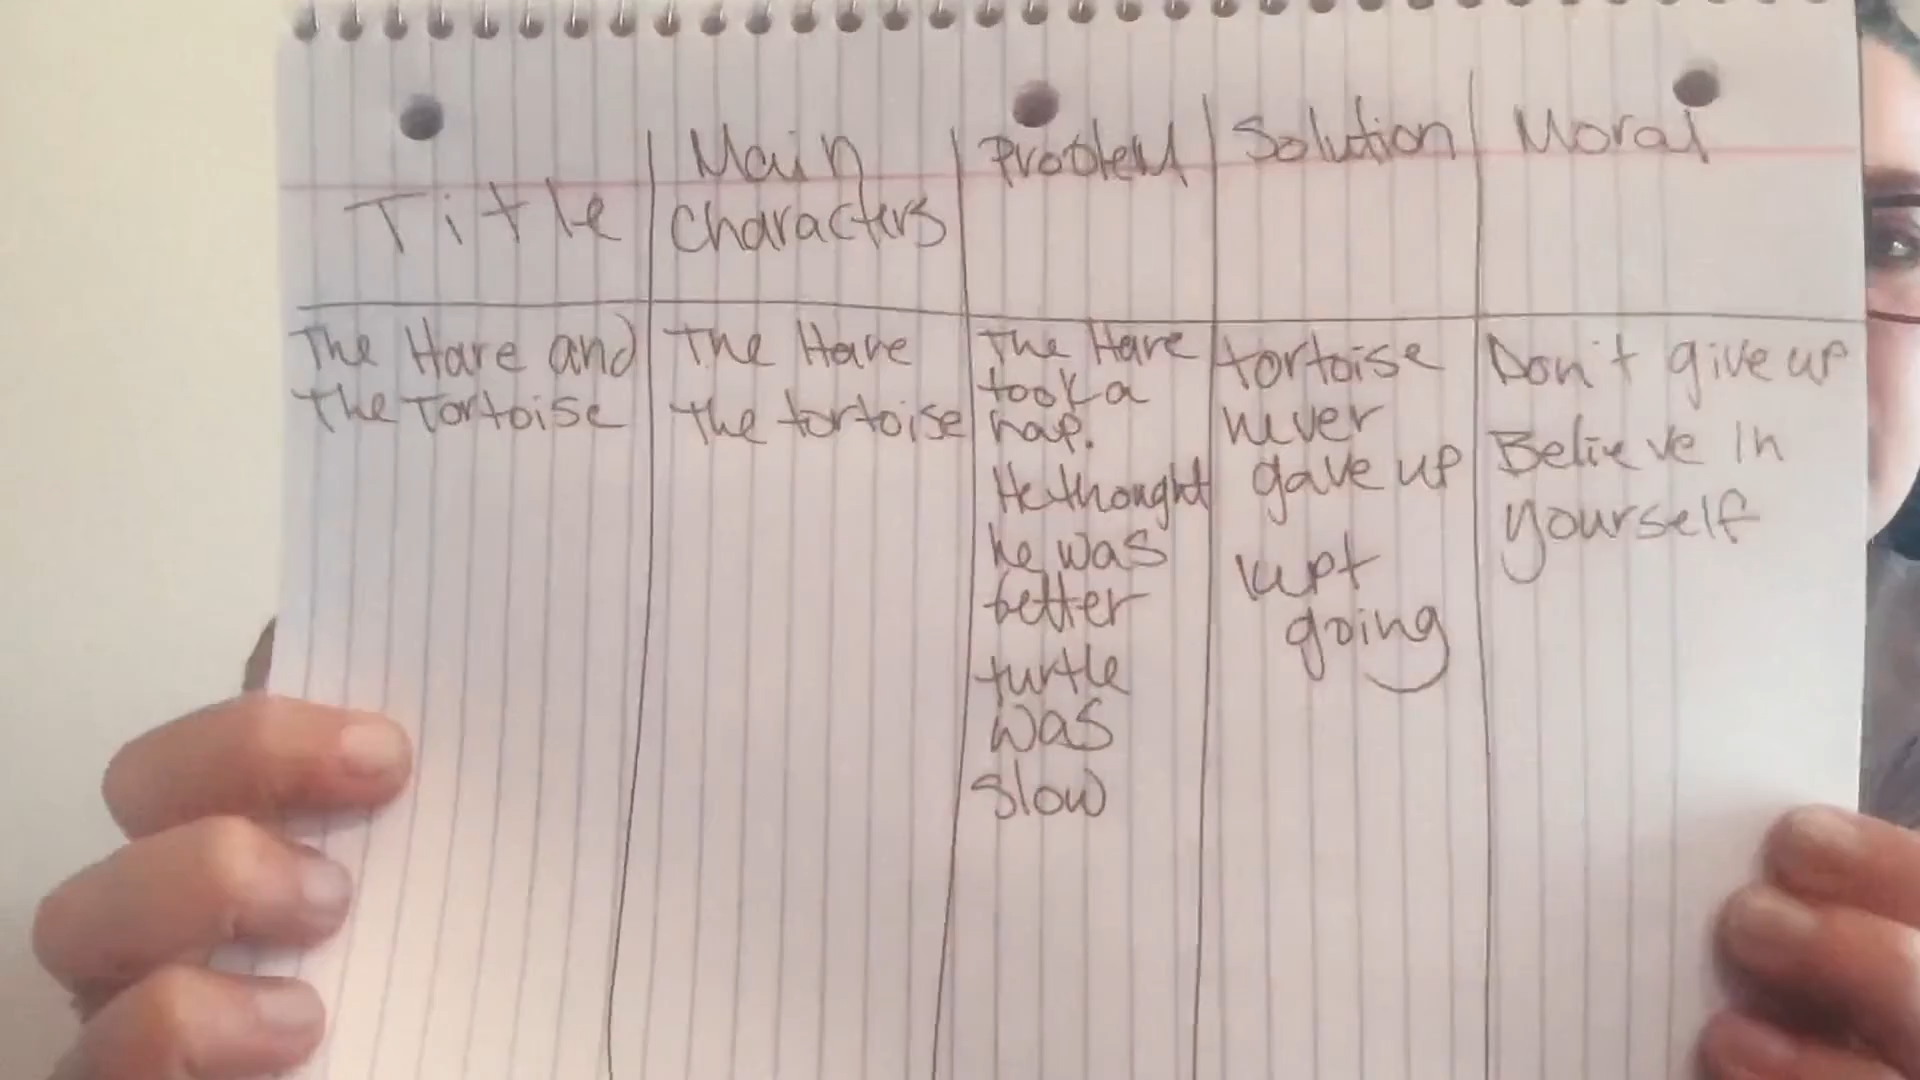 Title
Main
Characters
Problem
Solution
Moral
The Hare and
The Tortoise
The Hare
The tortoise
The Hare
took a
nap.
He thought
he was
better
turtle
was
slow
tortoise
never
gave up
kept
going
Don't give up
Believe in
yourself